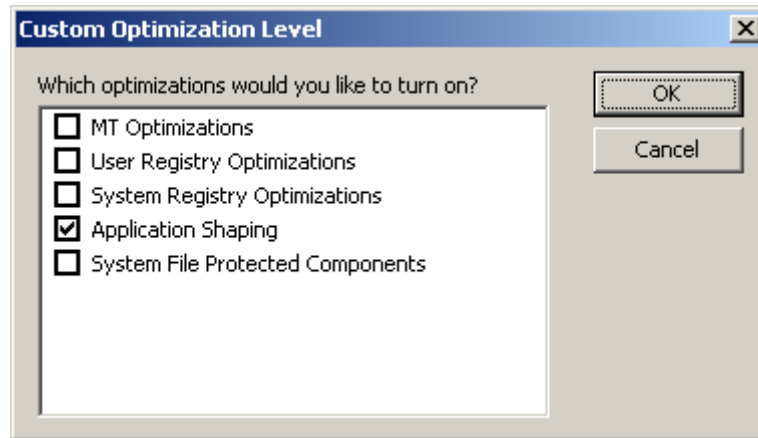 Custom Optimization Level
Which optimizations would you like to turn on?
OK
MT Optimizations
Cancel
User Registry Optimizations
System Registry Optimizations
Application Shaping
System File Protected Components